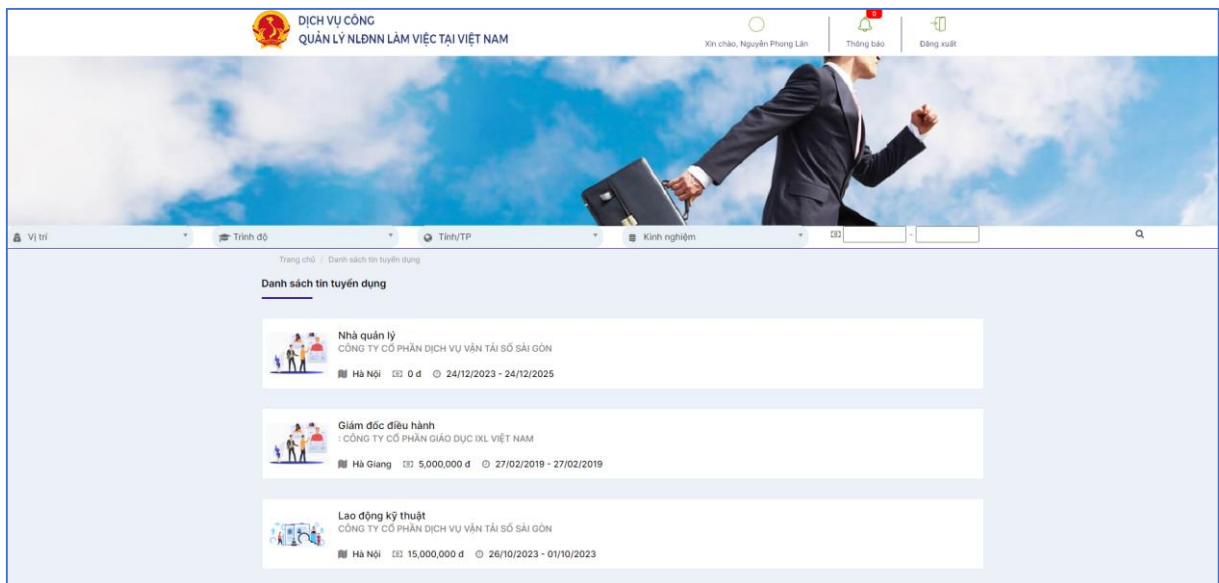 DỊCH VỤ CÔNG
QUẢN LÝ NLĐNN LÀM VIỆC TẠI VIỆT NAM
Xin chào, Nguyễn Phong Lân
0
Thông báo
Đăng xuất
Vị trí
Trình độ
Tỉnh/TP
Kinh nghiệm
-
Trang chủ / Danh sách tin tuyển dụng
Danh sách tin tuyển dụng
Nhà quản lý
CÔNG TY CỔ PHẦN DỊCH VỤ VẬN TẢI SỐ SÀI GÒN
Hà Nội 0 đ 24/12/2023 - 24/12/2025
Giám đốc điều hành
: CÔNG TY CỔ PHẦN GIÁO DỤC IXL VIỆT NAM
Hà Giang 5,000,000 đ 27/02/2019 - 27/02/2019
Lao động kỹ thuật
CÔNG TY CỔ PHẦN DỊCH VỤ VẬN TẢI SỐ SÀI GÒN
Hà Nội 15,000,000 đ 26/10/2023 - 01/10/2023